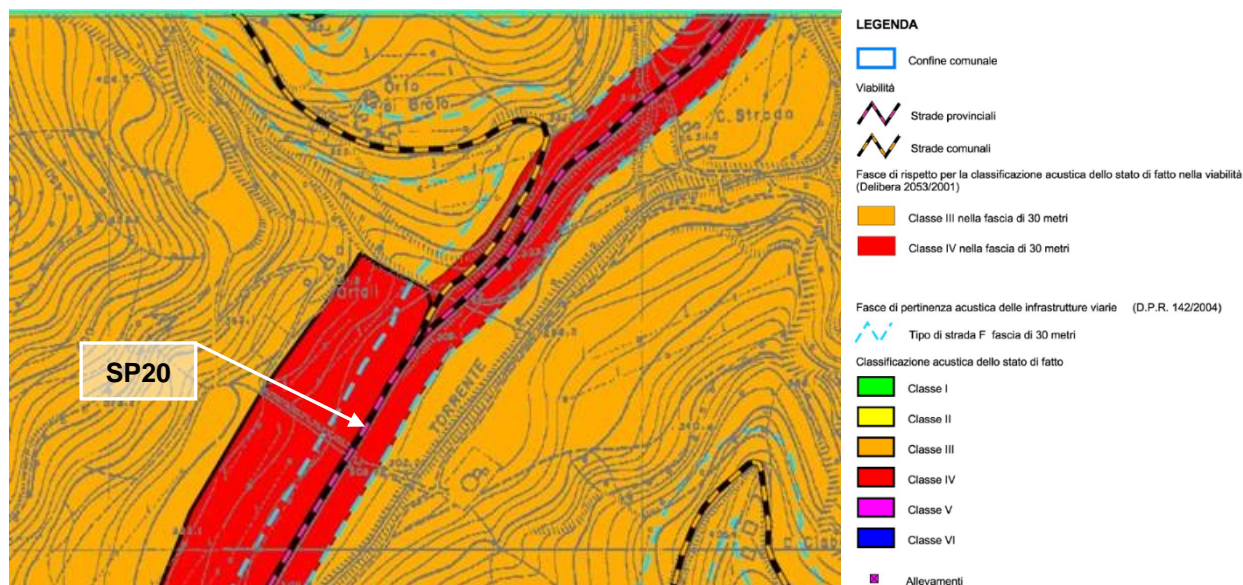 SP20
Orto
Brolo
C. Strada
Ortali
TORRENTE
LEGENDA
Confine comunale
Viabilità
Strade provinciali
Strade comunali
Fasce di rispetto per la classificazione acustica dello stato di fatto nella viabilità
(Delibera 2053/2001)
Classe III nella fascia di 30 metri
Classe IV nella fascia di 30 metri
Fasce di pertinenza acustica delle infrastrutture viarie (D.P.R. 142/2004)
Tipo di strada F fascia di 30 metri
Classificazione acustica dello stato di fatto
Classe I
Classe II
Classe III
Classe IV
Classe V
Classe VI
Allevamenti